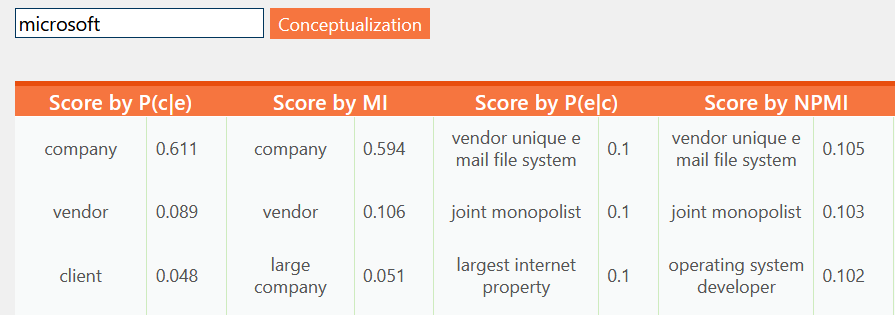 microsoft Conceptualization
Score by P(c|e) Score by MI Score by P(e|c) Score by NPMI
company 0.611 company 0.594 vendor unique e mail file system 0.1 vendor unique e mail file system 0.105
vendor 0.089 vendor 0.106 joint monopolist 0.1 joint monopolist 0.103
client 0.048 large company 0.051 largest internet property 0.1 operating system developer 0.102